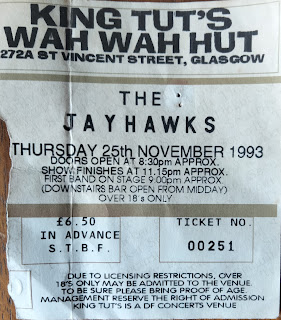 KING TUT'S
WAH WAH HUT
272A ST VINCENT STREET, GLASGOW
THE :
JAYHAWKS
THURSDAY 25th NOVEMBER 1993
DOORS OPEN AT 8:30pm APPROX.
SHOW FINISHES AT 11.15pm APPROX.
FIRST BAND ON STAGE 9:00pm APPROX.
(DOWNSTAIRS BAR OPEN FROM MIDDAY)
OVER 18's ONLY
£6.50
IN ADVANCE
S.T.B.F.
TICKET NO.
00251
DUE TO LICENSING RESTRICTIONS, OVER
18'S ONLY MAY BE ADMITTED TO THE VENUE.
TO BE SURE PLEASE BRING PROOF OF AGE.
MANAGEMENT RESERVE THE RIGHT OF ADMISSION
KING TUT'S IS A DF CONCERTS VENUE